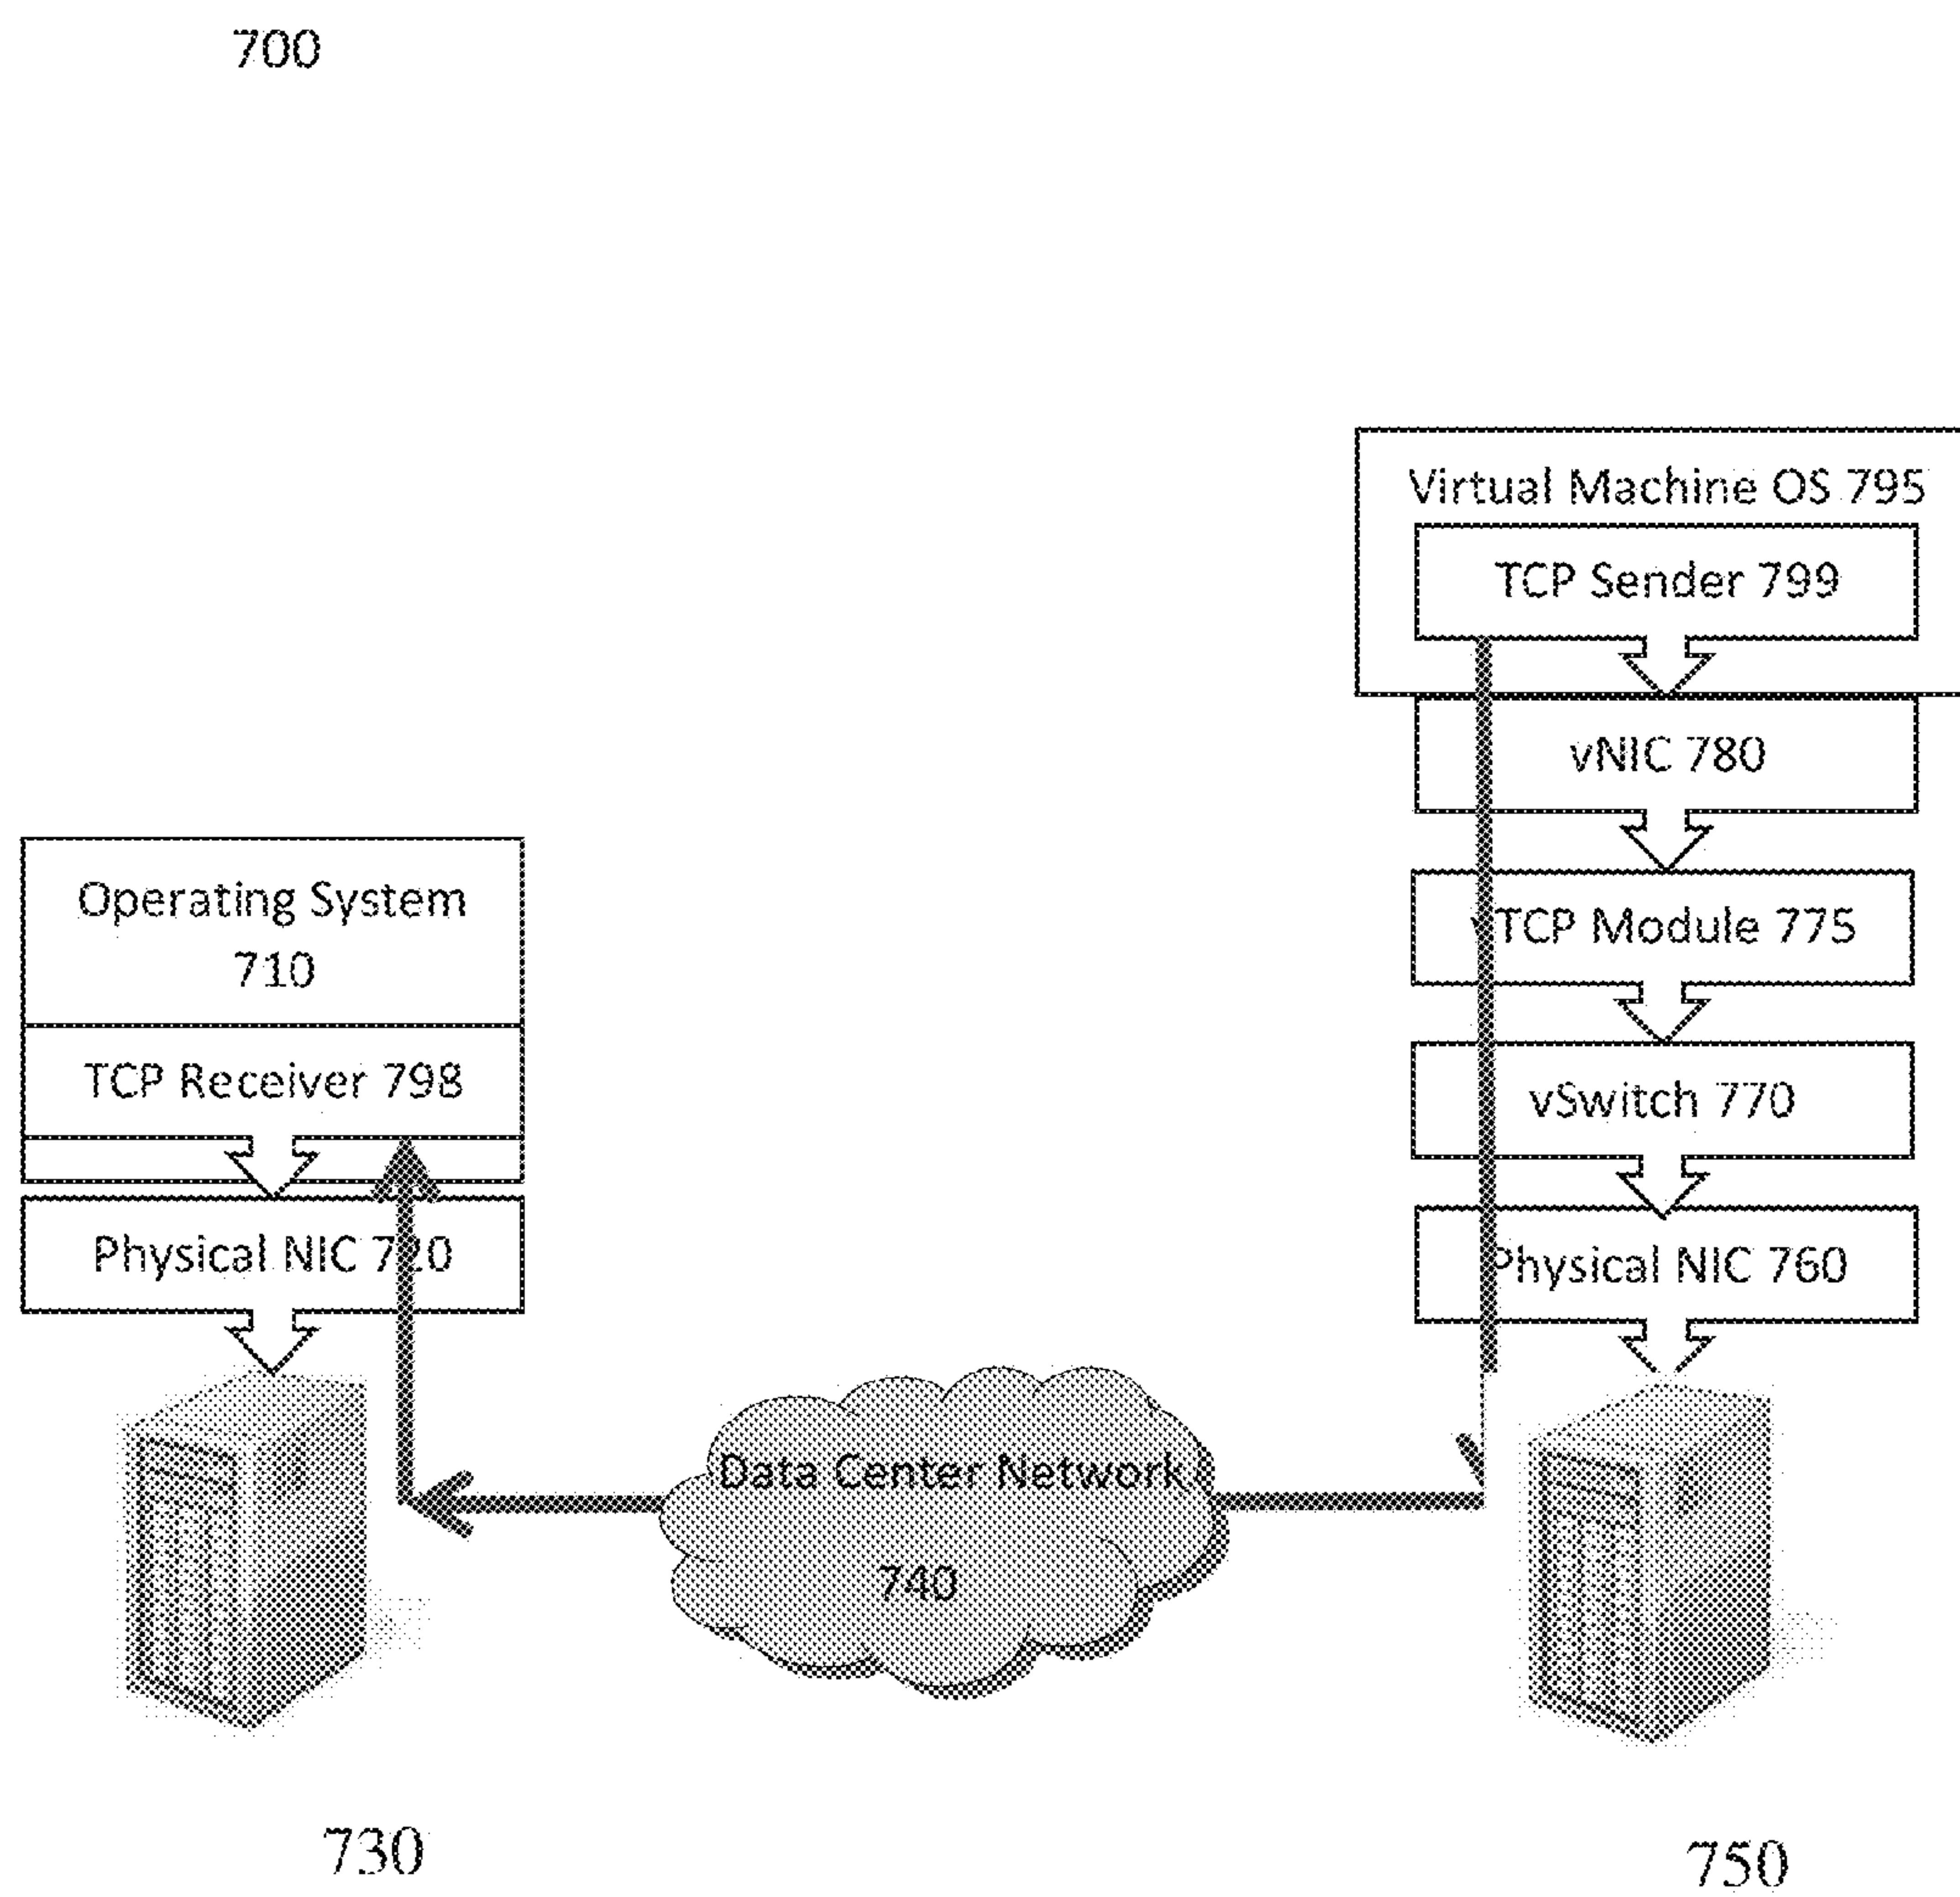 700
Virtual Machine OS 795
TCP Sender 799
vNIC 780
TCP Module 775
vSwitch 770
Physical NIC 760
Operating System
710
TCP Receiver 798
Physical NIC 720
Data Center Network
740
730
750